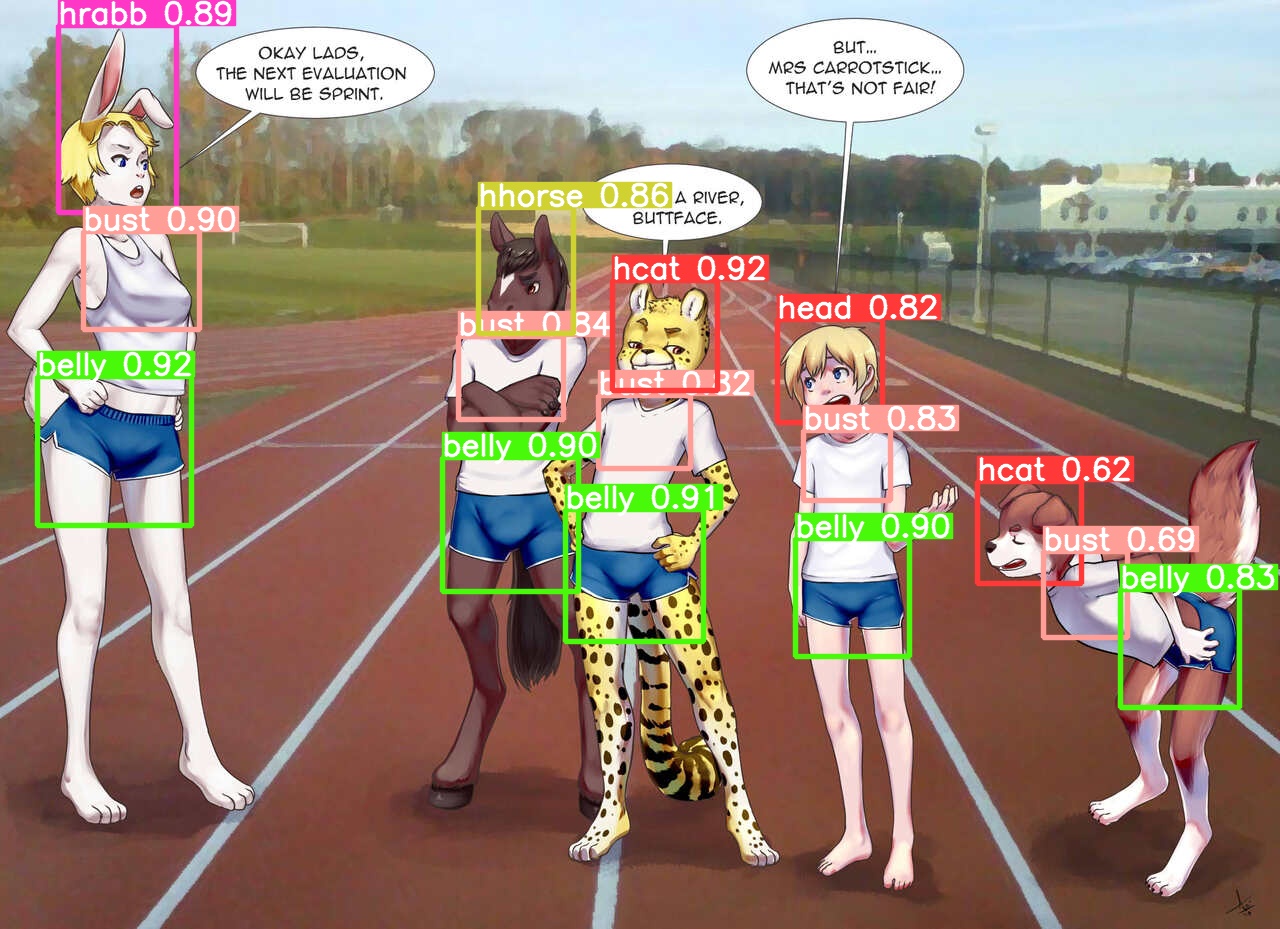 hrabb 0.89
OKAY LADS,
THE NEXT EVALUATION
WILL BE SPRINT.
BUT...
MRS CARROTSTICK...
THAT'S NOT FAIR!
hhorse 0.86
A RIVER,
BUTTFACE.
bust 0.90
hcat 0.92
head 0.82
bust 0.84
belly 0.92
bust 0.82
bust 0.83
belly 0.90
hcat 0.62
belly 0.91
belly 0.90
bust 0.69
belly 0.83